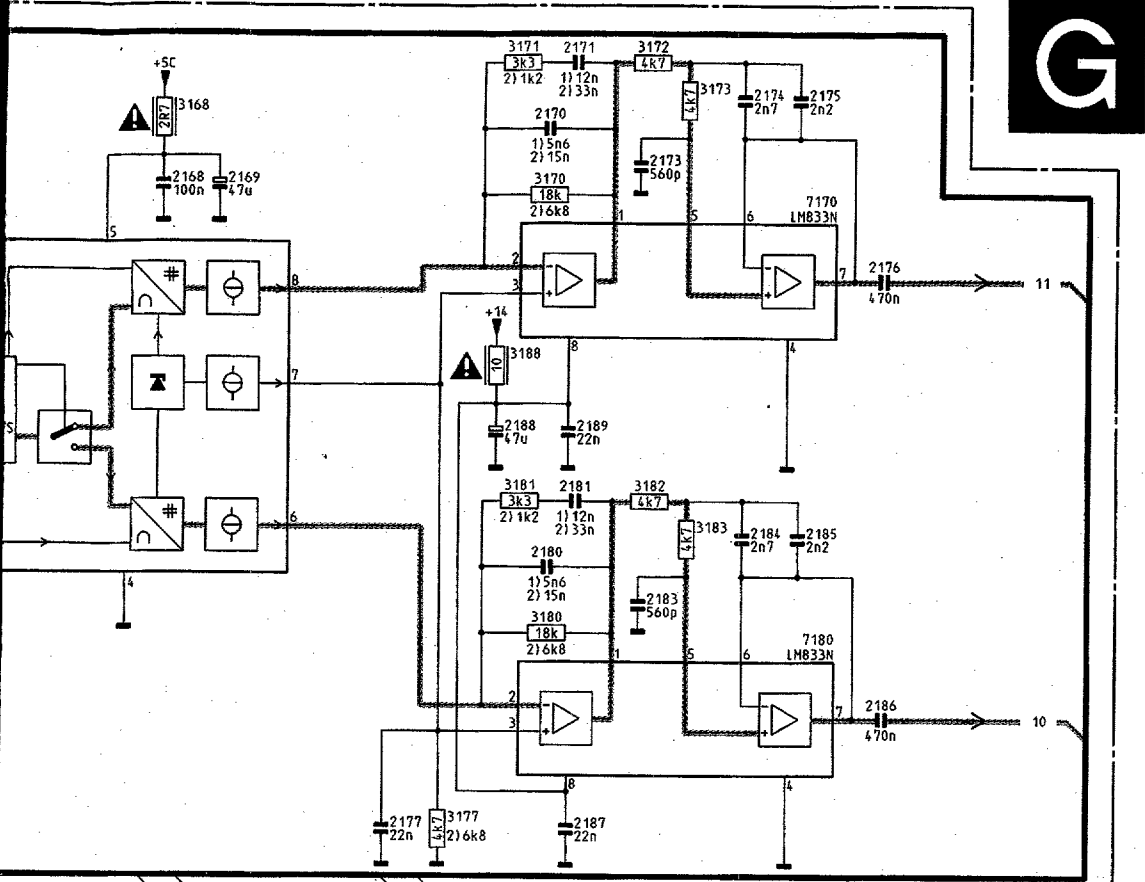 G
+5C
3168
2R7
2168
100n
2169
47u
5
3171
3k3
2)1k2
2171
1)12n
2)33n
3172
4k7
3173
4k7
2174
2n7
2175
2n2
2170
1)5n6
2)15n
2173
560p
3170
18k
2)6k8
1
5
6
7170
LM833N
2
3
7
2176
470n
11
8
4
8
#
7
6
#
4
S
+14
3188
10
2188
47u
2189
22n
3181
3k3
2)1k2
2181
1)12n
2)33n
3182
4k7
3183
4k7
2184
2n7
2185
2n2
2180
1)5n6
2)15n
2183
560p
3180
18k
2)6k8
1
5
6
7180
LM833N
2
3
7
2186
470n
10
8
4
2177
22n
3177
4k7
2)6k8
2187
22n